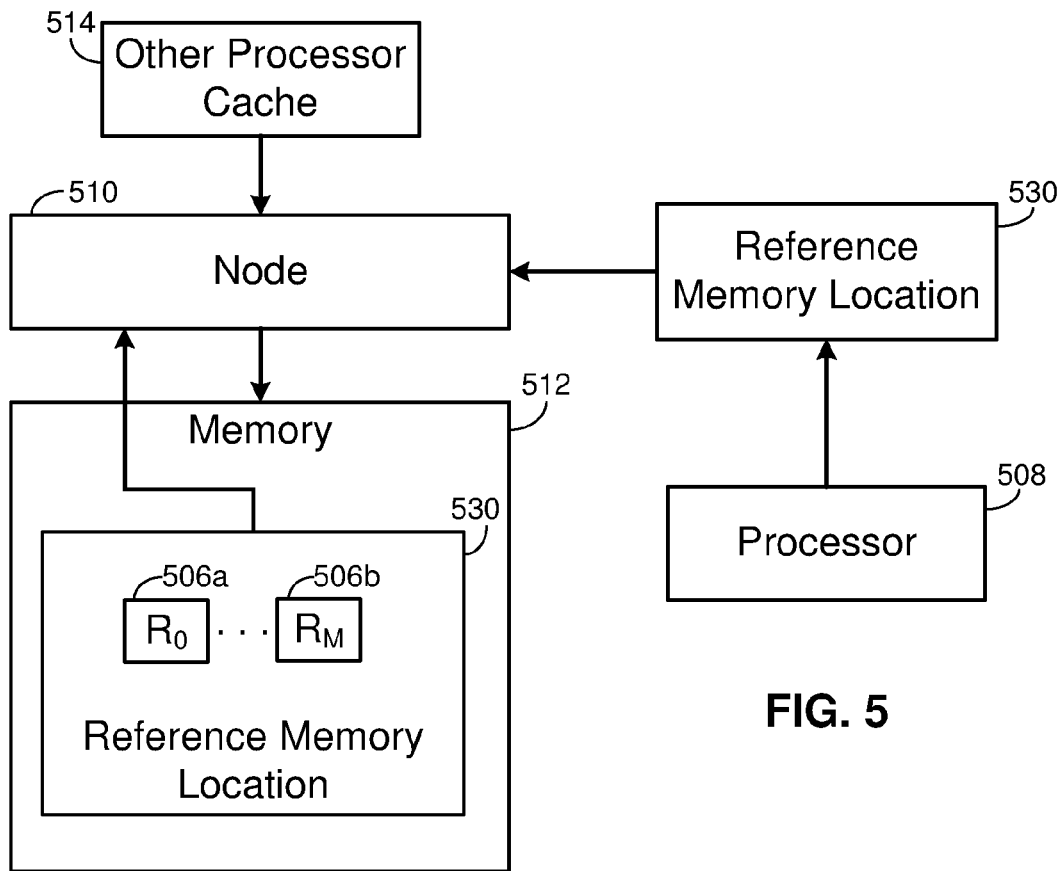 514
Other Processor
Cache
510
Node
530
Reference
Memory Location
512
Memory
508
Processor
530
506a
506b
R₀ · · · R_M
Reference Memory
Location
FIG. 5